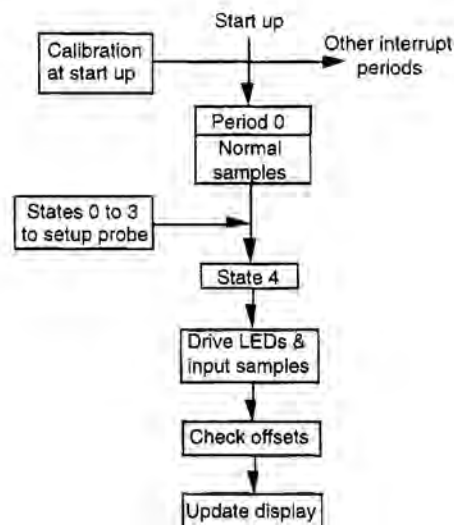 Start up
Calibration
at start up
Other interrupt
periods
Period 0
Normal
samples
States 0 to 3
to setup probe
State 4
Drive LEDs &
input samples
Check offsets
Update display